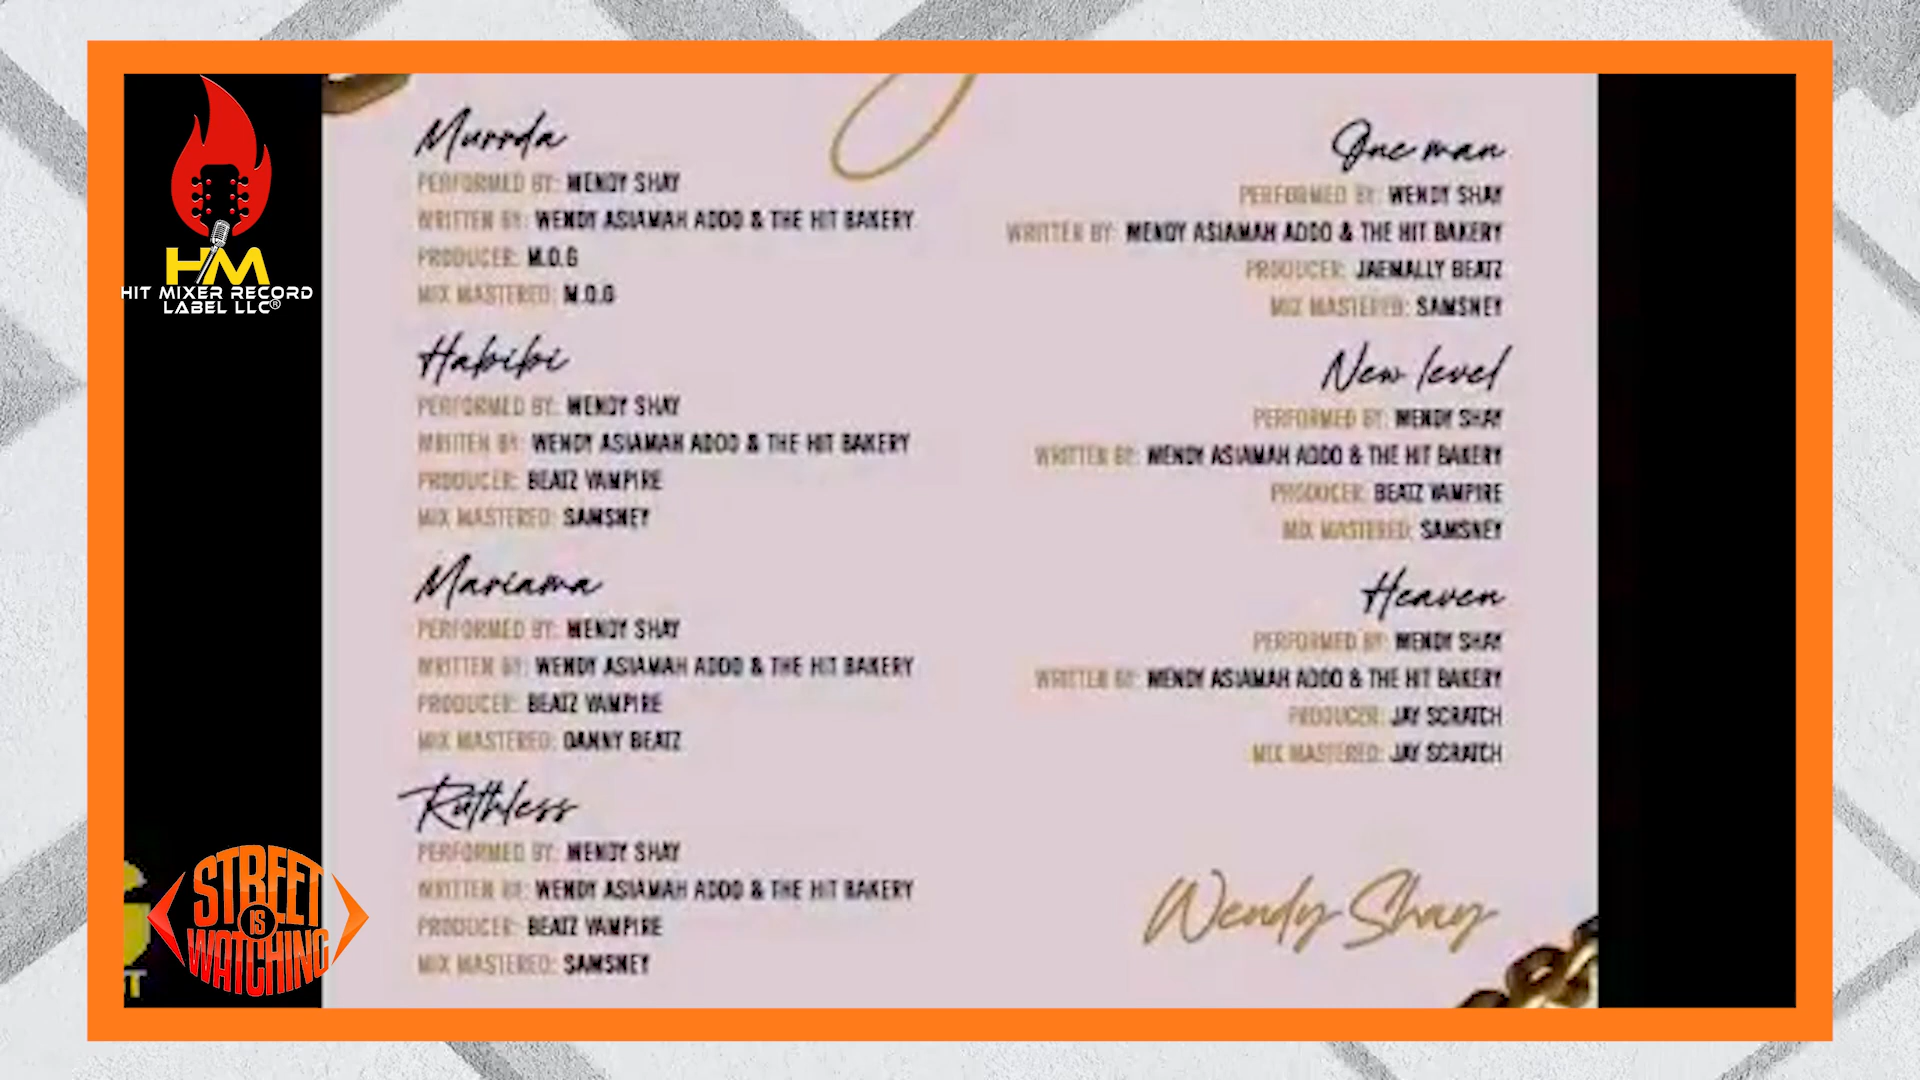 HM
HIT MIXER RECORD
LABEL LLC®
Murrda
PERFORMED BY: WENDY SHAY
WRITTEN BY: WENDY ASIAMAH ADDO & THE HIT BAKERY
PRODUCER: M.O.G
MIX MASTERED: M.O.G
Habibi
PERFORMED BY: WENDY SHAY
WRITTEN BY: WENDY ASIAMAH ADDO & THE HIT BAKERY
PRODUCER: BEATZ VAMPIRE
MIX MASTERED: SAMSNEY
Mariama
PERFORMED BY: WENDY SHAY
WRITTEN BY: WENDY ASIAMAH ADDO & THE HIT BAKERY
PRODUCER: BEATZ VAMPIRE
MIX MASTERED: DANNY BEATZ
Ruthless
PERFORMED BY: WENDY SHAY
WRITTEN BY: WENDY ASIAMAH ADDO & THE HIT BAKERY
PRODUCER: BEATZ VAMPIRE
MIX MASTERED: SAMSNEY
One man
PERFORMED BY: WENDY SHAY
WRITTEN BY: WENDY ASIAMAH ADDO & THE HIT BAKERY
PRODUCER: JAEMALLY BEATZ
MIX MASTERED: SAMSNEY
New level
PERFORMED BY: WENDY SHAY
WRITTEN BY: WENDY ASIAMAH ADDO & THE HIT BAKERY
PRODUCER: BEATZ VAMPIRE
MIX MASTERED: SAMSNEY
Heaven
PERFORMED BY: WENDY SHAY
WRITTEN BY: WENDY ASIAMAH ADDO & THE HIT BAKERY
PRODUCER: JAY SCRATCH
MIX MASTERED: JAY SCRATCH
Wendy Shay
STREET
IS
WATCHING